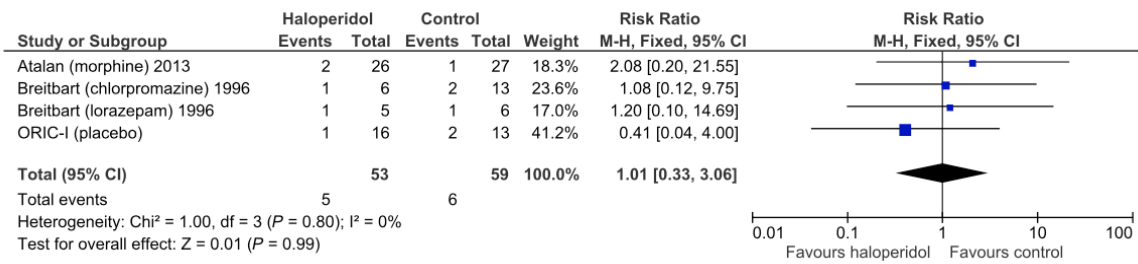 Haloperidol Control Risk Ratio Risk Ratio
Study or Subgroup Events Total Events Total Weight M-H, Fixed, 95% CI M-H, Fixed, 95% CI
Atalan (morphine) 2013 2 26 1 27 18.3% 2.08 [0.20, 21.55]
Breitbart (chlorpromazine) 1996 1 6 2 13 23.6% 1.08 [0.12, 9.75]
Breitbart (lorazepam) 1996 1 5 1 6 17.0% 1.20 [0.10, 14.69]
ORIC-I (placebo) 1 16 2 13 41.2% 0.41 [0.04, 4.00]
Total (95% CI) 53 59 100.0% 1.01 [0.33, 3.06]
Total events 5 6
Heterogeneity: Chi² = 1.00, df = 3 (P = 0.80); I² = 0%
Test for overall effect: Z = 0.01 (P = 0.99)
0.01 0.1 1 10 100
Favours haloperidol Favours control